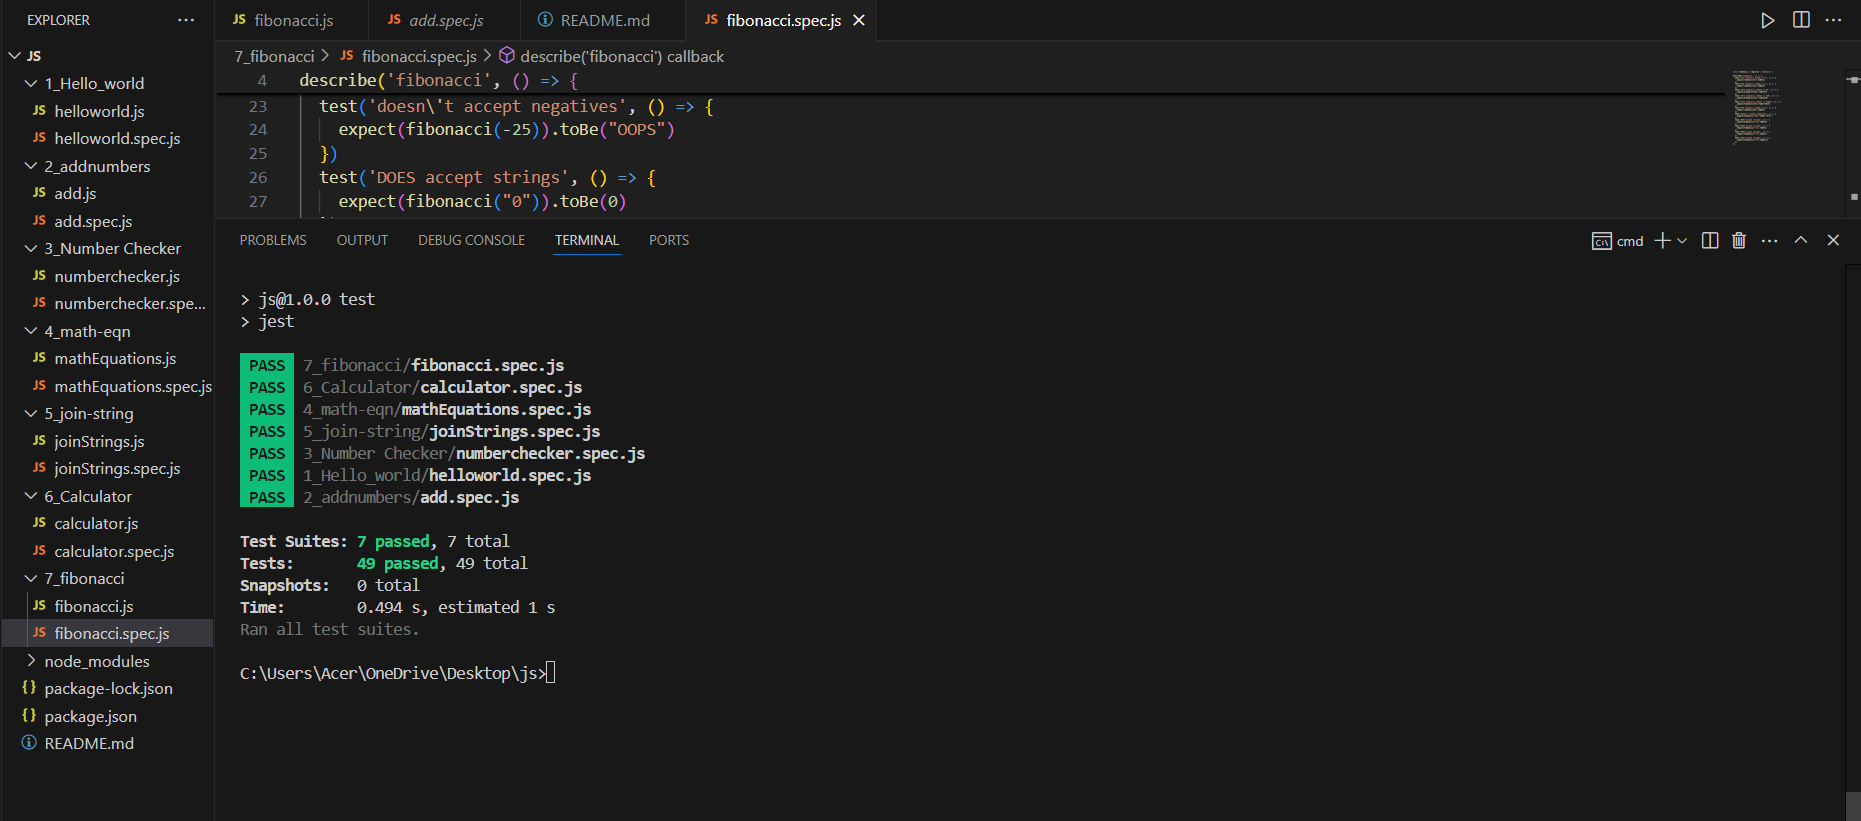 EXPLORER
JS
1_Hello_world
JS helloworld.js
JS helloworld.spec.js
2_addnumbers
JS add.js
JS add.spec.js
3_Number Checker
JS numberchecker.js
JS numberchecker.spe...
4_math-eqn
JS mathEquations.js
JS mathEquations.spec.js
5_join-string
JS joinStrings.js
JS joinStrings.spec.js
6_Calculator
JS calculator.js
JS calculator.spec.js
7_fibonacci
JS fibonacci.js
JS fibonacci.spec.js
node_modules
{} package-lock.json
{} package.json
README.md
JS fibonacci.js
JS add.spec.js
README.md
JS fibonacci.spec.js
7_fibonacci > JS fibonacci.spec.js > describe('fibonacci') callback
4 describe('fibonacci', () => {
23 test('doesn\'t accept negatives', () => {
24 expect(fibonacci(-25)).toBe("OOPS")
25 })
26 test('DOES accept strings', () => {
27 expect(fibonacci("0")).toBe(0)
PROBLEMS OUTPUT DEBUG CONSOLE TERMINAL PORTS
cmd
> js@1.0.0 test
> jest
PASS 7_fibonacci/fibonacci.spec.js
PASS 6_Calculator/calculator.spec.js
PASS 4_math-eqn/mathEquations.spec.js
PASS 5_join-string/joinStrings.spec.js
PASS 3_Number Checker/numberchecker.spec.js
PASS 1_Hello_world/helloworld.spec.js
PASS 2_addnumbers/add.spec.js
Test Suites: 7 passed, 7 total
Tests: 49 passed, 49 total
Snapshots: 0 total
Time: 0.494 s, estimated 1 s
Ran all test suites.
C:\Users\Acer\OneDrive\Desktop\js>